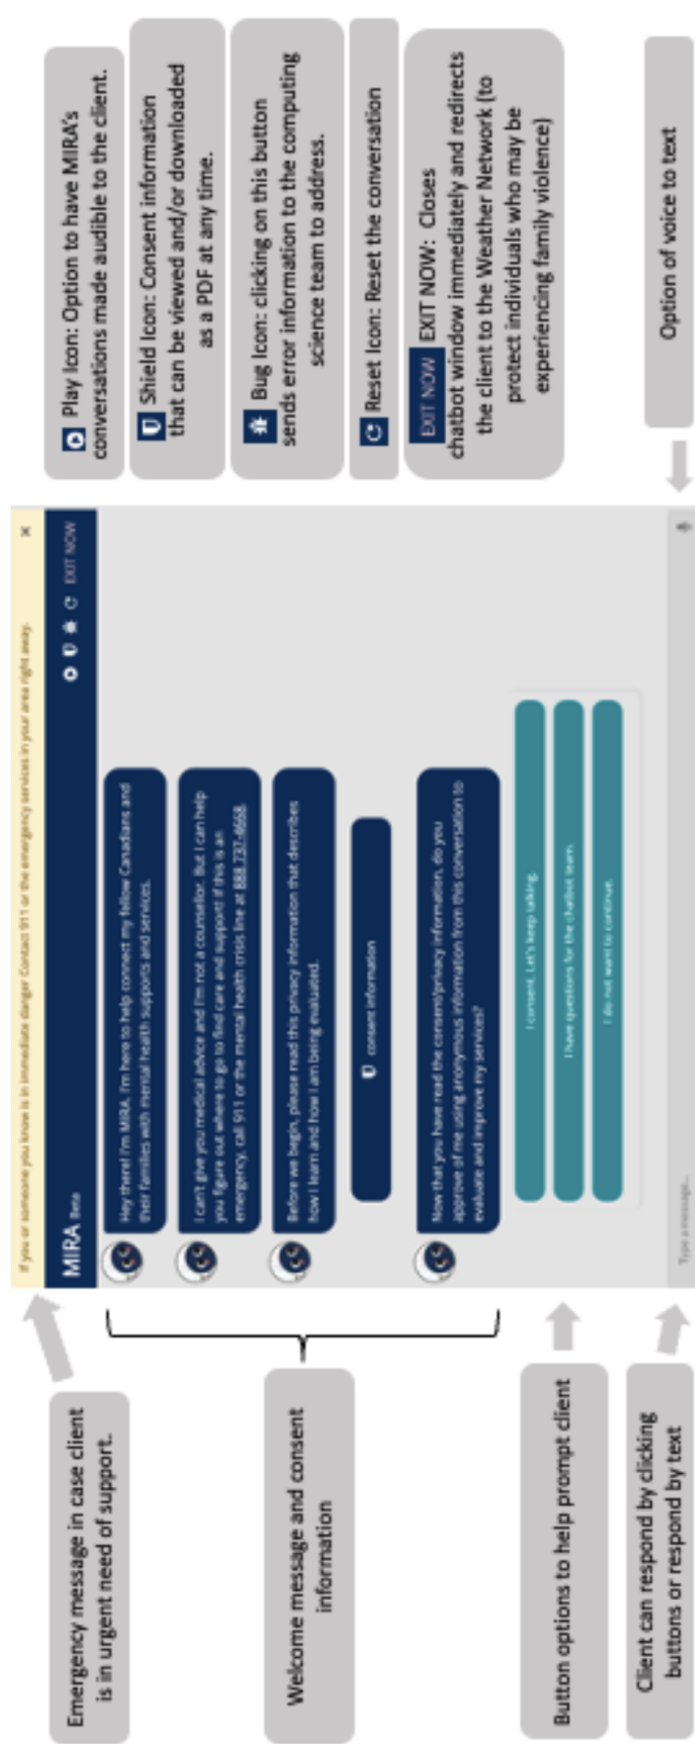 Emergency message in case client
is in urgent need of support.
Welcome message and consent
information
Button options to help prompt client
Client can respond by clicking
buttons or respond by text
If you or someone you know is in immediate danger Contact 911 or the emergency services in your area right away.
×
MIRA Beta
EXIT NOW
Hey there! I'm MIRA. I'm here to help connect my fellow Canadians and
their families with mental health supports and services.
I can't give you medical advice and I'm not a counsellor. But I can help
you figure out where to go to find care and support if this is an
emergency, call 911 or the mental health crisis line at 888.737.4668.
Before we begin, please read this privacy information that describes
how I learn and how I am being evaluated.
consent information
Now that you have read the consent/privacy information, do you
approve of me using anonymous information from this conversation to
evaluate and improve my services?
I consent. Let's keep talking.
I have questions for the chatbot team.
I do not want to continue.
Type a message...
Play Icon: Option to have MIRA's
conversations made audible to the client.
Shield Icon: Consent information
that can be viewed and/or downloaded
as a PDF at any time.
Bug Icon: clicking on this button
sends error information to the computing
science team to address.
Reset Icon: Reset the conversation
EXIT NOW EXIT NOW: Closes
chatbot window immediately and redirects
the client to the Weather Network (to
protect individuals who may be
experiencing family violence)
Option of voice to text